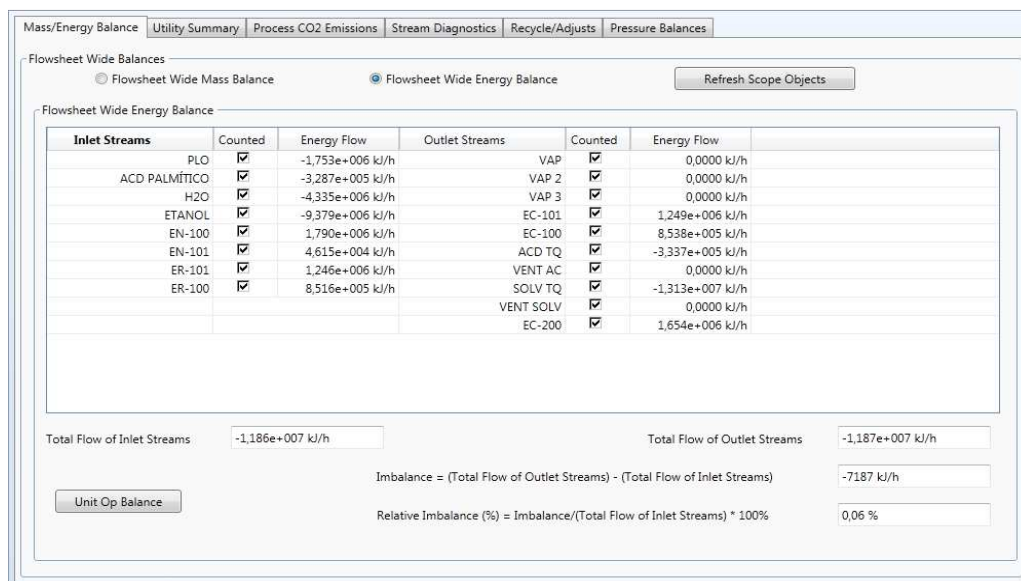 Mass/Energy Balance Utility Summary Process CO2 Emissions Stream Diagnostics Recycle/Adjusts Pressure Balances
Flowsheet Wide Balances
Flowsheet Wide Mass Balance Flowsheet Wide Energy Balance Refresh Scope Objects
Flowsheet Wide Energy Balance
Inlet Streams Counted Energy Flow Outlet Streams Counted Energy Flow
PLO -1,753e+006 kJ/h VAP 0,0000 kJ/h
ACD PALMÍTICO -3,287e+005 kJ/h VAP 2 0,0000 kJ/h
H2O -4,335e+006 kJ/h VAP 3 0,0000 kJ/h
ETANOL -9,379e+006 kJ/h EC-101 1,249e+006 kJ/h
EN-100 1,790e+006 kJ/h EC-100 8,538e+005 kJ/h
EN-101 4,615e+004 kJ/h ACD TQ -3,337e+005 kJ/h
ER-101 1,246e+006 kJ/h VENT AC 0,0000 kJ/h
ER-100 8,516e+005 kJ/h SOLV TQ -1,313e+007 kJ/h
VENT SOLV 0,0000 kJ/h
EC-200 1,654e+006 kJ/h
Total Flow of Inlet Streams -1,186e+007 kJ/h Total Flow of Outlet Streams -1,187e+007 kJ/h
Imbalance = (Total Flow of Outlet Streams) - (Total Flow of Inlet Streams) -7187 kJ/h
Unit Op Balance
Relative Imbalance (%) = Imbalance/(Total Flow of Inlet Streams) * 100% 0,06 %